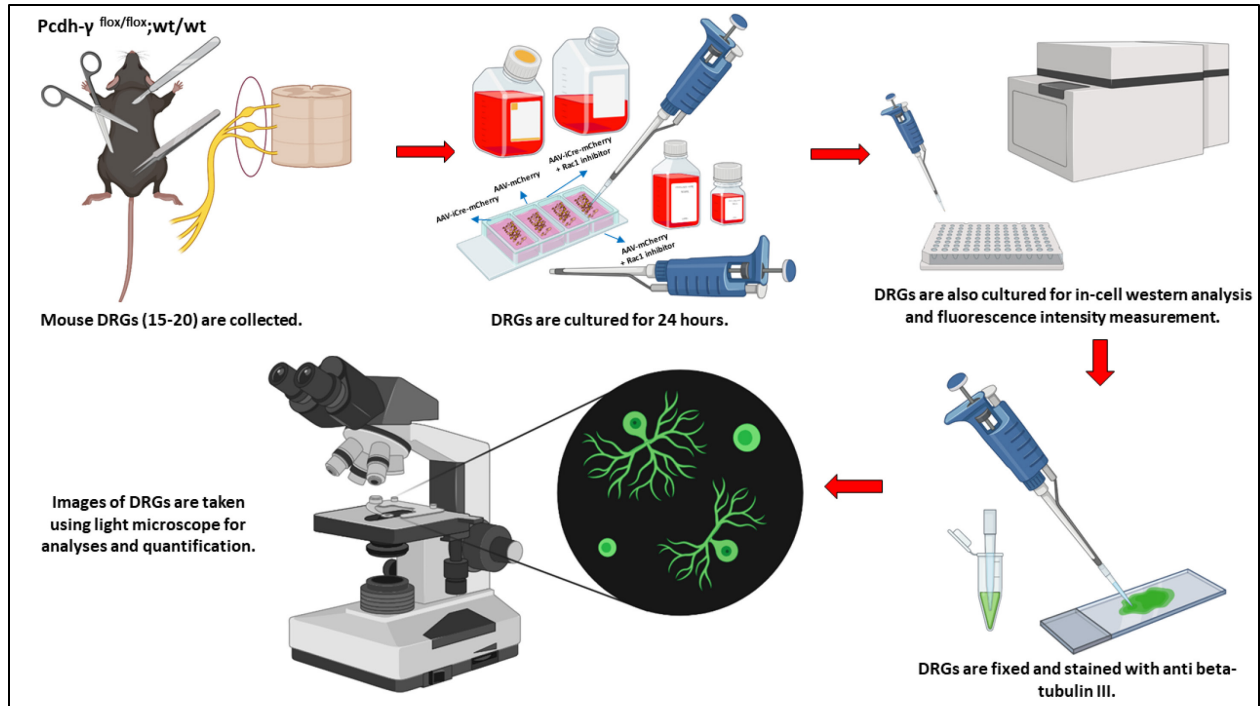 Pcdh-γ flox/flox;wt/wt
Mouse DRGs (15-20) are collected.
AAV-iCre-mCherry
AAV-mCherry
AAV-iCre-mCherry
+ Rac1 inhibitor
AAV-mCherry
+ Rac1 inhibitor
DRGs are cultured for 24 hours.
DRGs are also cultured for in-cell western analysis
and fluorescence intensity measurement.
DRGs are fixed and stained with anti beta-
tubulin III.
Images of DRGs are taken
using light microscope for
analyses and quantification.